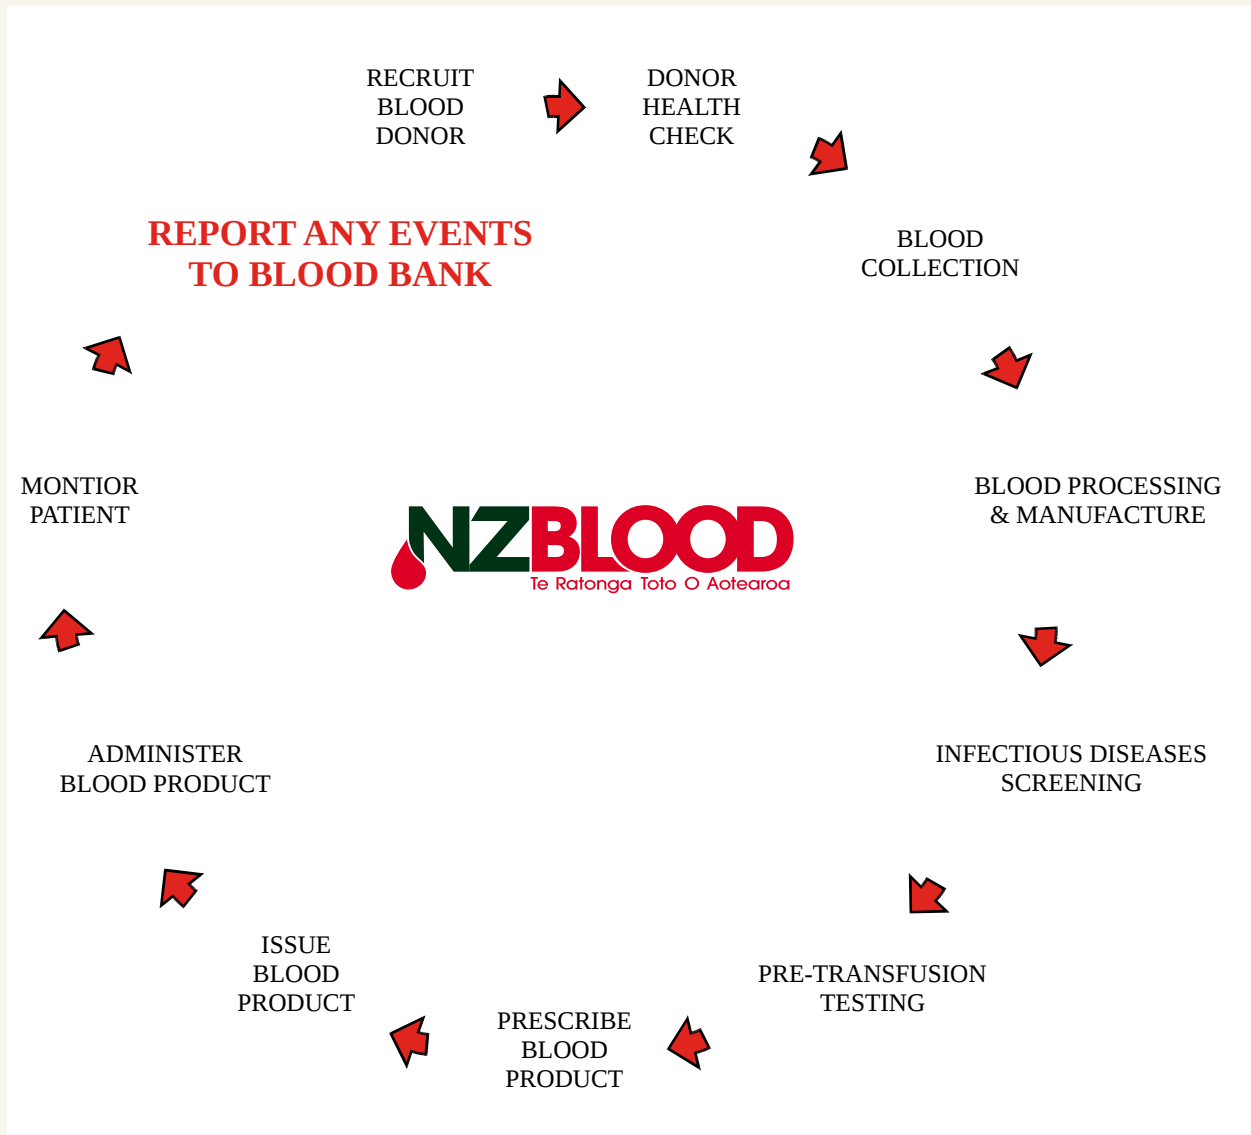 RECRUIT
BLOOD
DONOR
DONOR
HEALTH
CHECK
BLOOD
COLLECTION
BLOOD PROCESSING
& MANUFACTURE
INFECTIOUS DISEASES
SCREENING
PRE-TRANSFUSION
TESTING
PRESCRIBE
BLOOD
PRODUCT
ISSUE
BLOOD
PRODUCT
ADMINISTER
BLOOD PRODUCT
MONTIOR
PATIENT
REPORT ANY EVENTS
TO BLOOD BANK
NZBLOOD
Te Ratonga Toto O Aotearoa